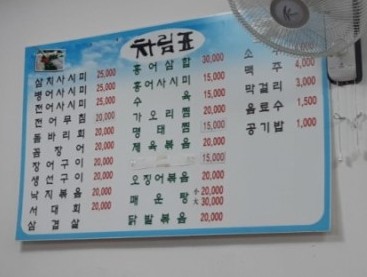 차림표
삼치사시미 25,000
병어사시미 25,000
전어사시미 25,000
전어무침 20,000
돌바리회 20,000
꼼장어 20,000
장어구이 20,000
생선구이 20,000
낙지볶음 20,000
서대회 20,000
삼겹살
홍어삼합 30,000
홍어사시미 15,000
수육 15,000
가오리찜 20,000
명태찜 20,000
제육볶음 20,000
15,000
오징어볶음 20,000
매운탕 小 20,000
大 30,000
닭발볶음 20,000
소
맥주 4,000
막걸리 3,000
음료수 1,500
공기밥 1,000